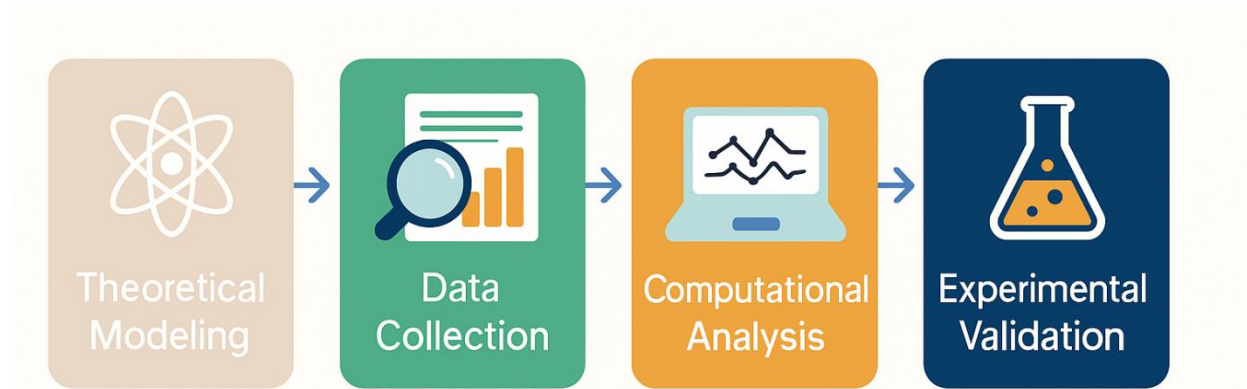 Theoretical
Modeling
Data
Collection
Computational
Analysis
Experimental
Validation